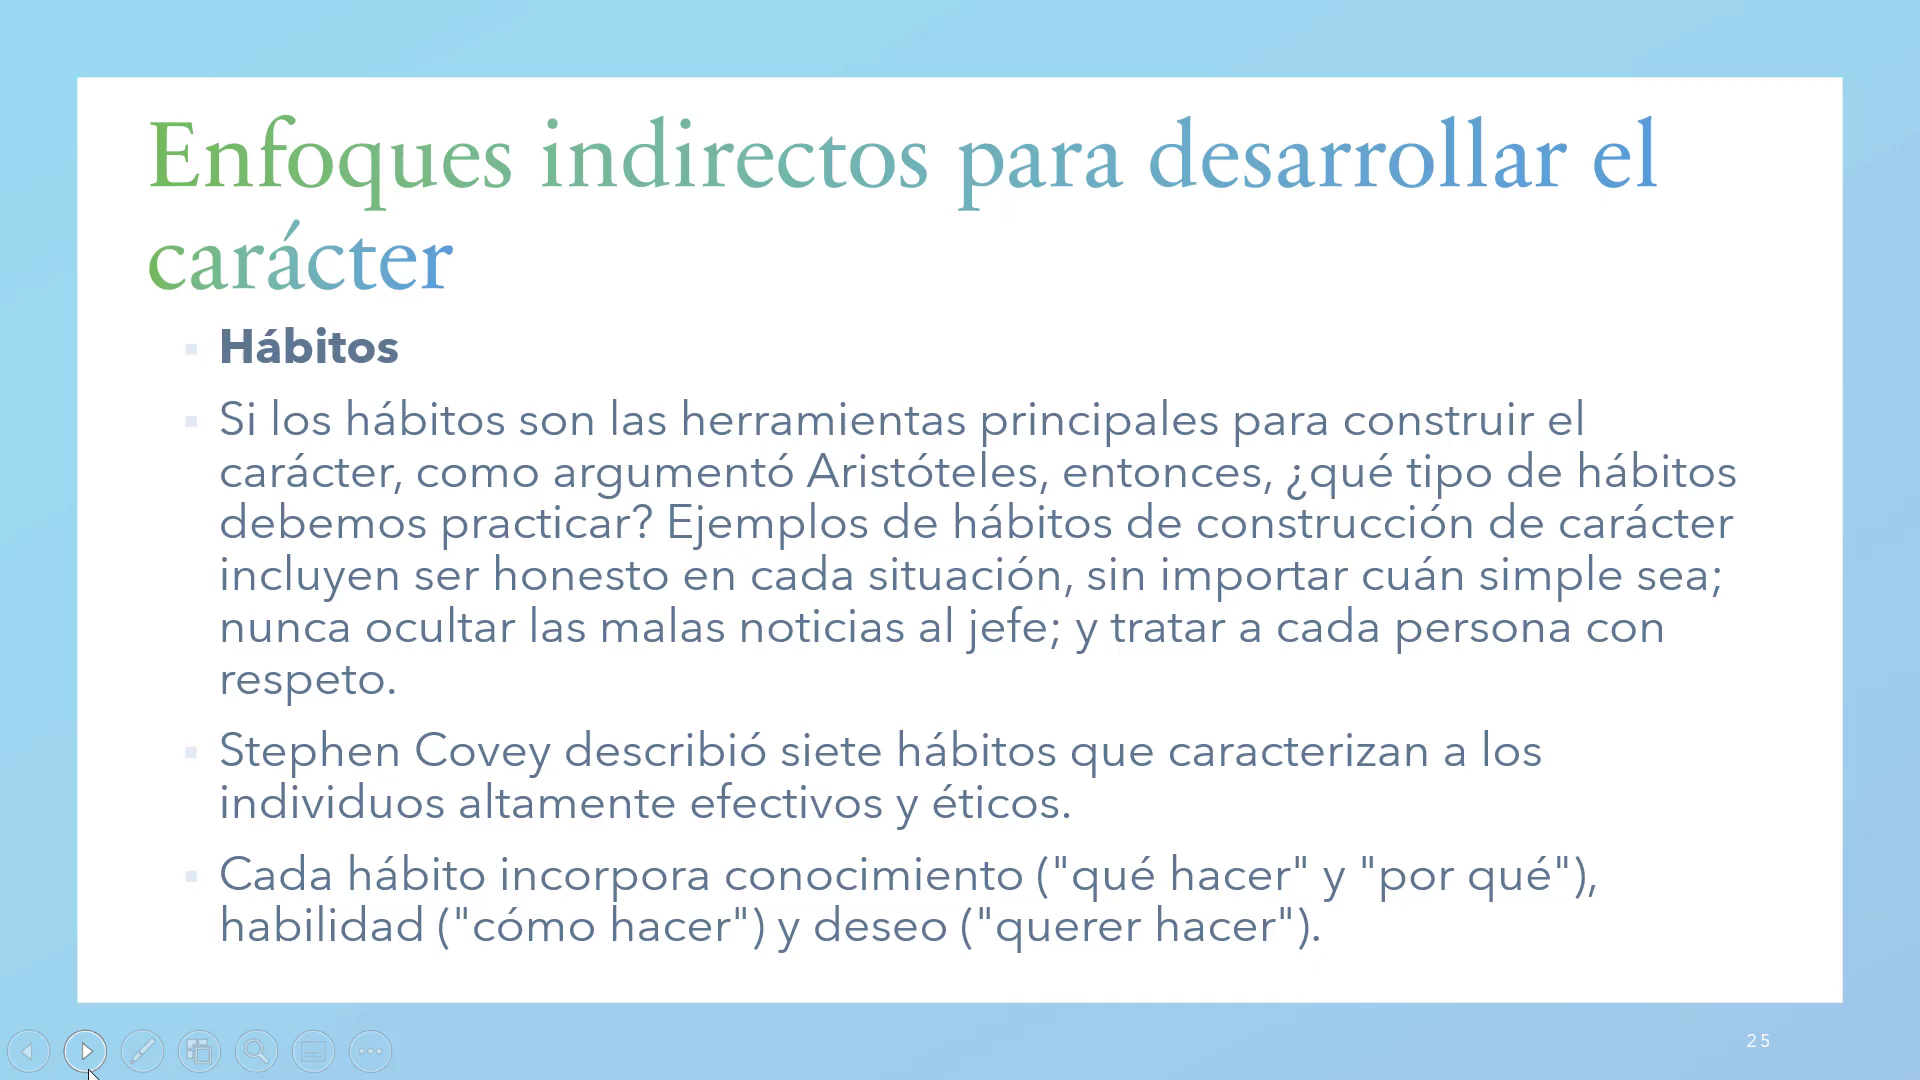 Enfoques indirectos para desarrollar el
carácter
Hábitos
Si los hábitos son las herramientas principales para construir el
carácter, como argumentó Aristóteles, entonces, ¿qué tipo de hábitos
debemos practicar? Ejemplos de hábitos de construcción de carácter
incluyen ser honesto en cada situación, sin importar cuán simple sea;
nunca ocultar las malas noticias al jefe; y tratar a cada persona con
respeto.
Stephen Covey describió siete hábitos que caracterizan a los
individuos altamente efectivos y éticos.
Cada hábito incorpora conocimiento ("qué hacer" y "por qué"),
habilidad ("cómo hacer") y deseo ("querer hacer").
25